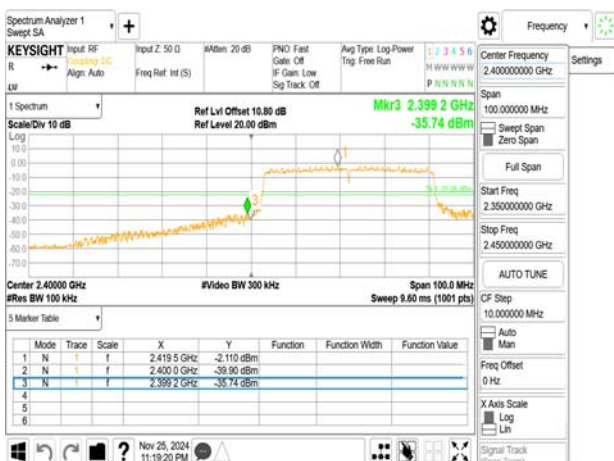 Spectrum Analyzer 1
Swept SA
Frequency
KEYSIGHT
R
Input: RF
Coupling: DC
Align: Auto
Input Z: 50 Ω
Freq Ref: Int (S)
#Atten: 20 dB
PNO: Fast
Gate: Off
IF Gain: Low
Sig Track: Off
Avg Type: Log-Power
Trig: Free Run
1 2 3 4 5 6
M W W W W W
P N N N N N
1 Spectrum
Scale/Div 10 dB
Ref Lvl Offset 10.80 dB
Ref Level 20.00 dBm
Mkr3 2.399 2 GHz
-35.74 dBm
Log
10.0
0.00
-10.0
-20.0
-30.0
-40.0
-50.0
-60.0
-70.0
1
3
Center 2.40000 GHz
#Res BW 100 kHz
#Video BW 300 kHz
Span 100.0 MHz
Sweep 9.60 ms (1001 pts)
5 Marker Table
Mode Trace Scale X Y Function Function Width Function Value
1 N 1 f 2.419 5 GHz -2.110 dBm
2 N 1 f 2.400 0 GHz -39.90 dBm
3 N 1 f 2.399 2 GHz -35.74 dBm
4
5
6
Nov 25, 2024
11:19:20 PM
Center Frequency
2.400000000 GHz
Settings
Span
100.000000 MHz
Swept Span
Zero Span
Full Span
Start Freq
2.350000000 GHz
Stop Freq
2.450000000 GHz
AUTO TUNE
CF Step
10.000000 MHz
Auto
Man
Freq Offset
0 Hz
X Axis Scale
Log
Lin
Signal Track